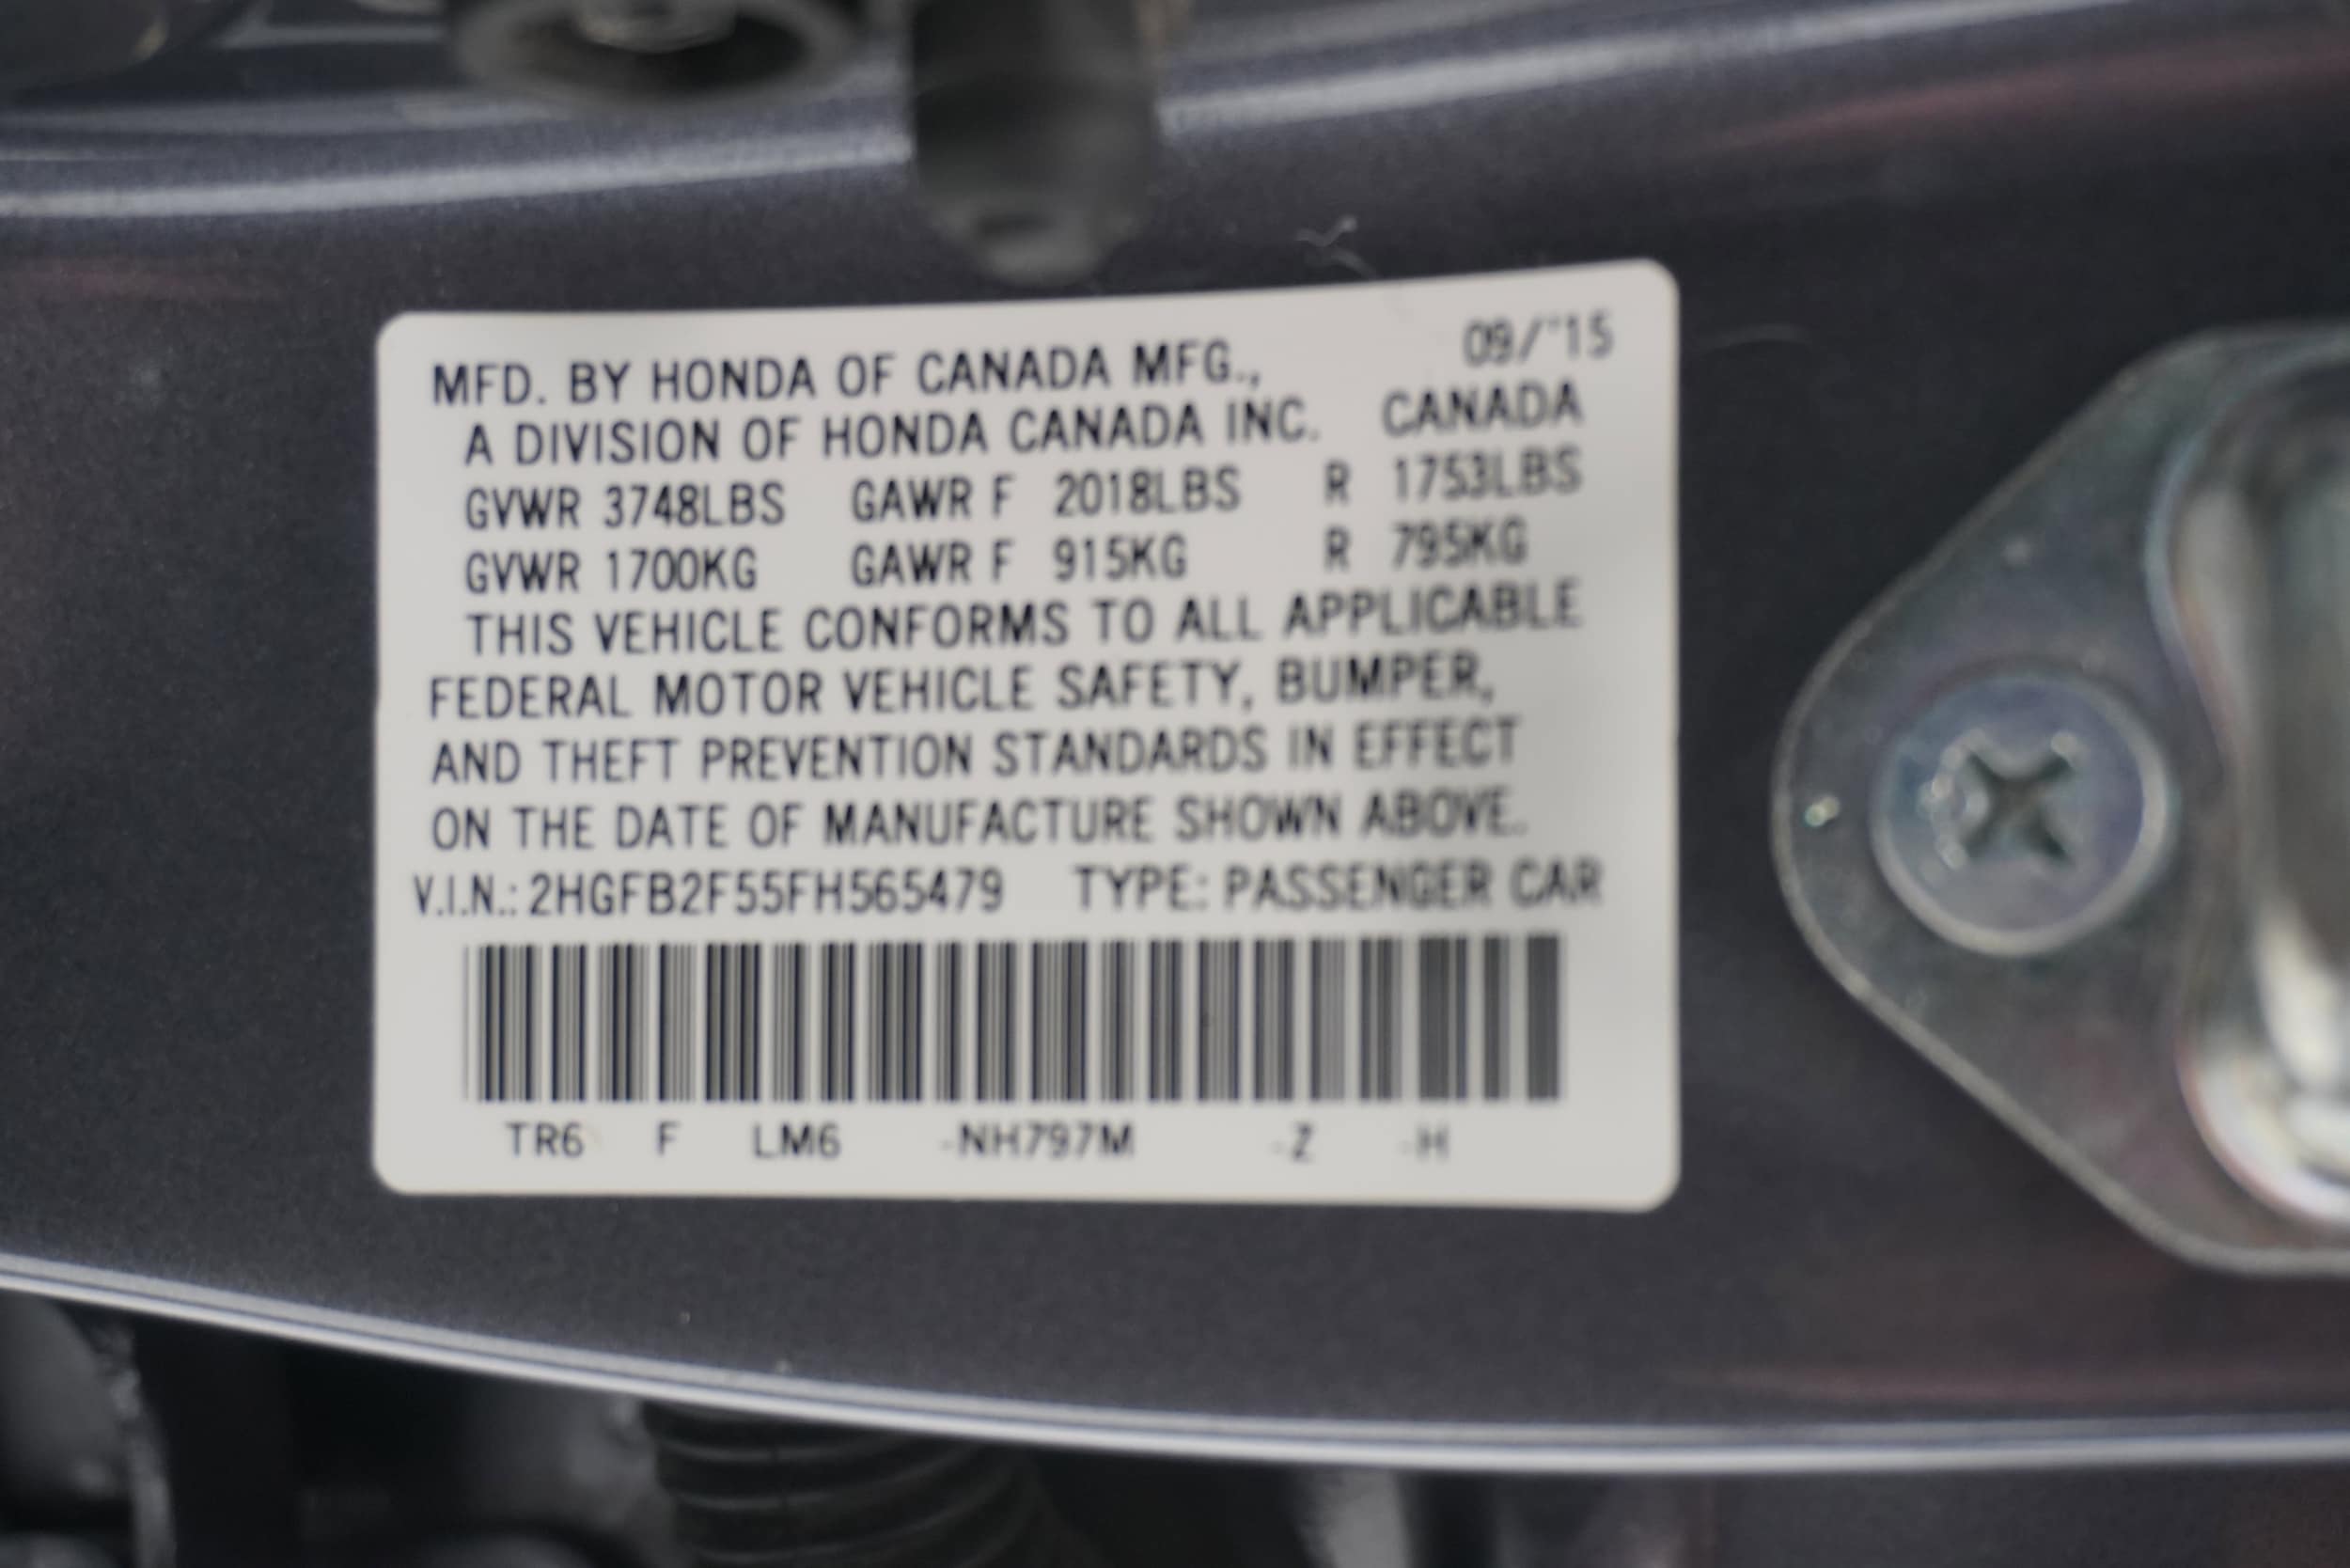 09/'15
MFD. BY HONDA OF CANADA MFG.,
A DIVISION OF HONDA CANADA INC. CANADA
GVWR 3748LBS GAWR F 2018LBS R 1753LBS
GVWR 1700KG GAWR F 915KG R 795KG
THIS VEHICLE CONFORMS TO ALL APPLICABLE
FEDERAL MOTOR VEHICLE SAFETY, BUMPER,
AND THEFT PREVENTION STANDARDS IN EFFECT
ON THE DATE OF MANUFACTURE SHOWN ABOVE.
V.I.N.: 2HGFB2F55FH565479 TYPE: PASSENGER CAR
TR6 F LM6 -NH797M -Z -H